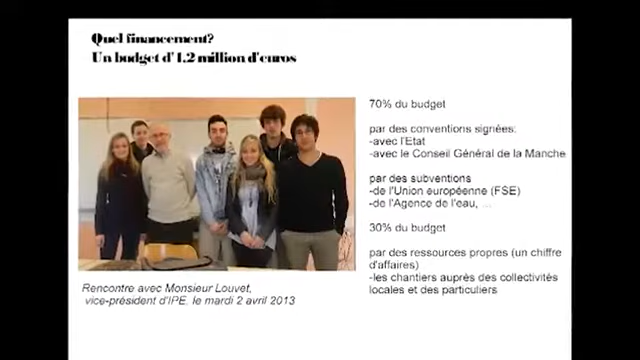 Quel financement?
Un budget d'1,2 million d'euros
70% du budget
par des conventions signées:
-avec l'Etat
-avec le Conseil Général de la Manche
par des subventions
-de l'Union européenne (FSE)
-de l'Agence de l'eau, ...
30% du budget
par des ressources propres (un chiffre
d'affaires)
-les chantiers auprès des collectivités
locales et des particuliers
Rencontre avec Monsieur Louvet,
vice-président d'IPE, le mardi 2 avril 2013